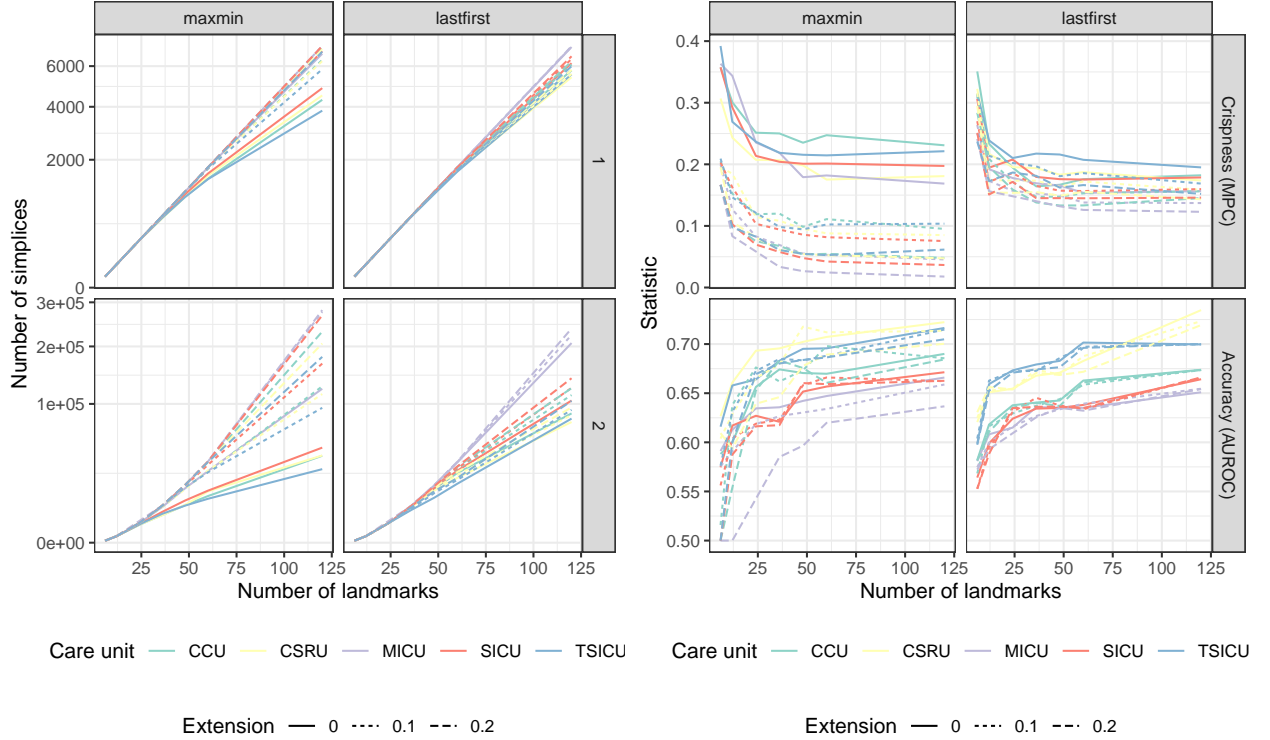 maxmin
lastfirst
Number of simplices
0
2000
4000
6000
1
0e+00
1e+05
2e+05
3e+05
2
25 50 75 100 125
25 50 75 100 125
Number of landmarks
Care unit CCU CSRU MICU SICU TSICU
Extension 0 0.1 0.2
maxmin
lastfirst
Statistic
0.4
0.3
0.2
0.1
0.0
Crispness (MPC)
0.70
0.65
0.60
0.55
0.50
Accuracy (AUROC)
25 50 75 100 125
25 50 75 100 125
Number of landmarks
Care unit CCU CSRU MICU SICU TSICU
Extension 0 0.1 0.2